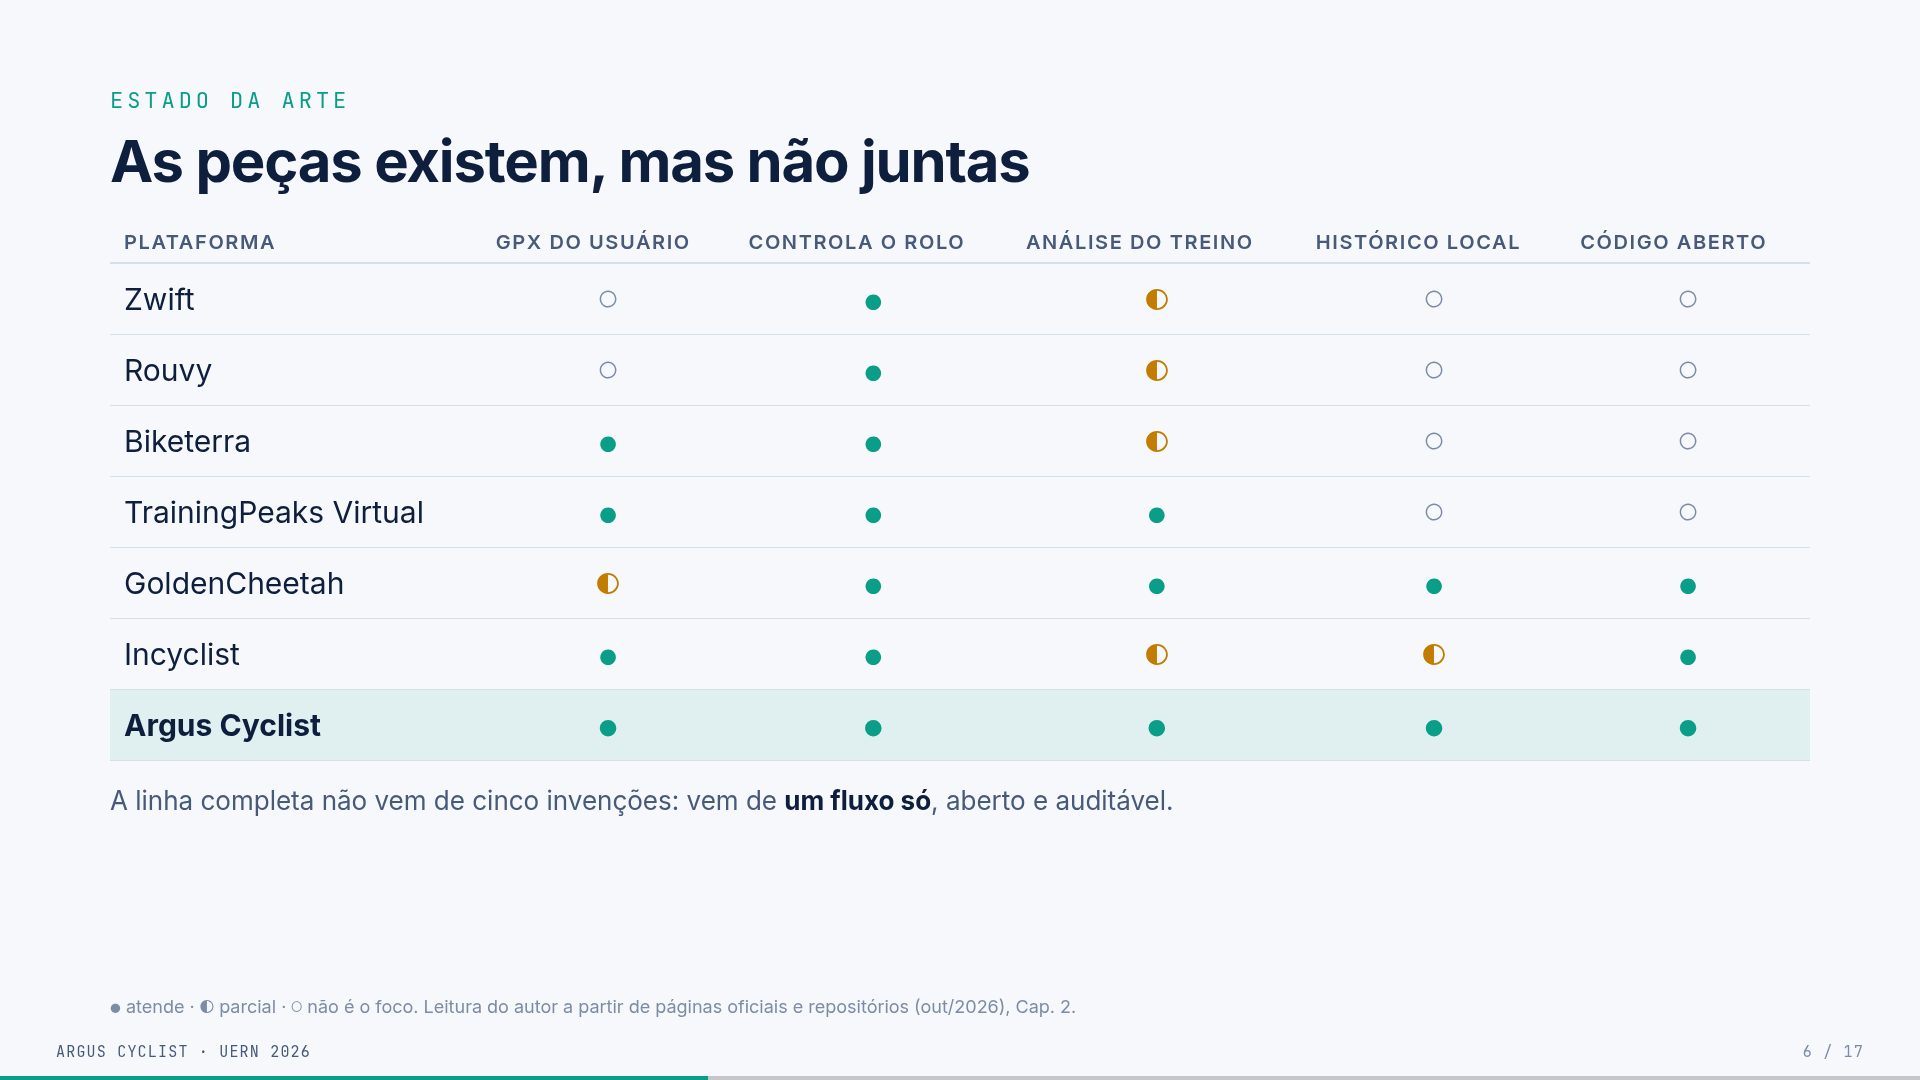 ESTADO DA ARTE
As peças existem, mas não juntas
PLATAFORMA GPX DO USUÁRIO CONTROLA O ROLO ANÁLISE DO TREINO HISTÓRICO LOCAL CÓDIGO ABERTO
Zwift ○ ● ◐ ○ ○
Rouvy ○ ● ◐ ○ ○
Biketerra ● ● ◐ ○ ○
TrainingPeaks Virtual ● ● ● ○ ○
GoldenCheetah ◐ ● ● ● ●
Incyclist ● ● ◐ ◐ ●
Argus Cyclist ● ● ● ● ●
A linha completa não vem de cinco invenções: vem de um fluxo só, aberto e auditável.
● atende · ◐ parcial · ○ não é o foco. Leitura do autor a partir de páginas oficiais e repositórios (out/2026), Cap. 2.
ARGUS CYCLIST · UERN 2026
6 / 17